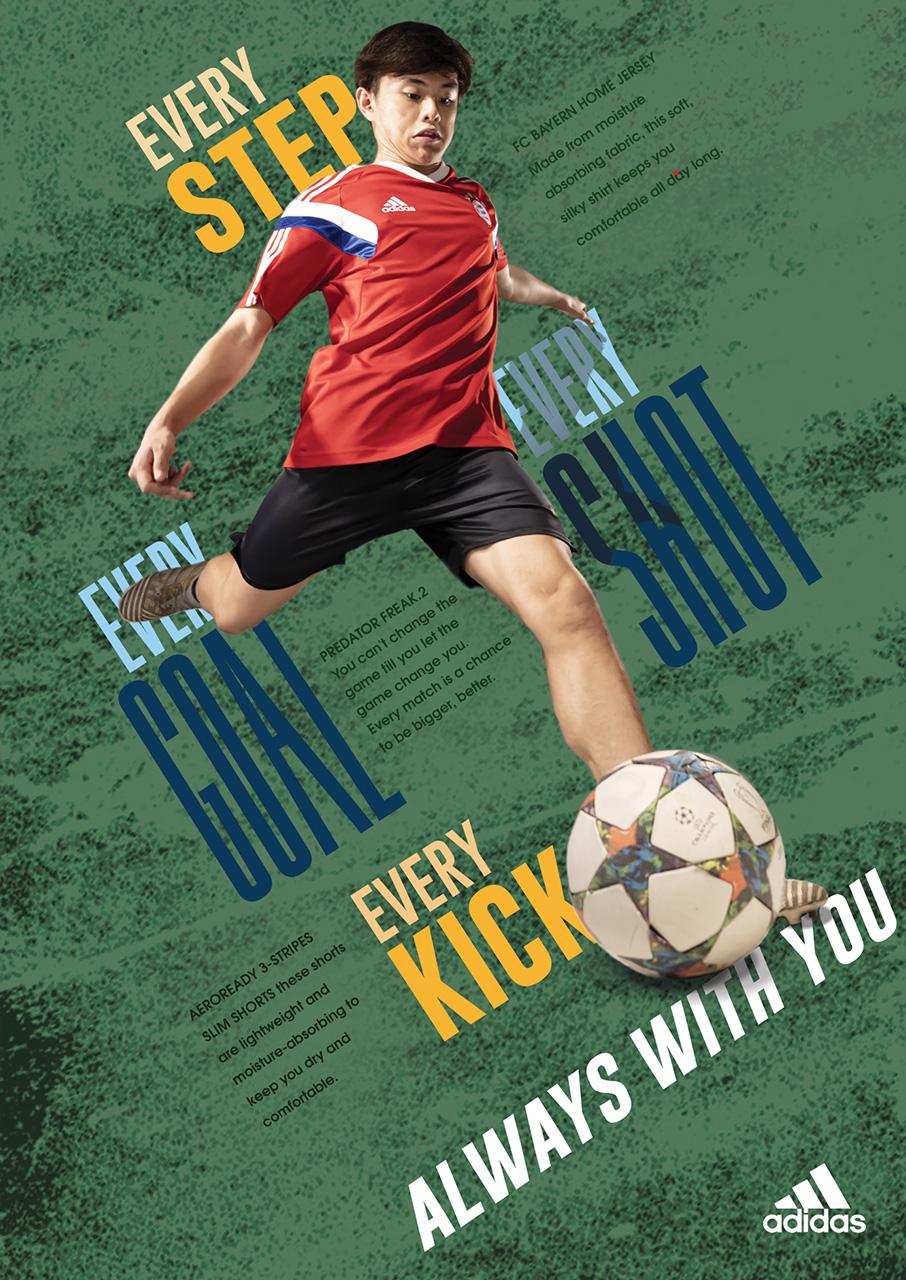 EVERY
STEP
FC BAYERN HOME JERSEY
Made from moisture
absorbing fabric, this soft,
silky shirt keeps you
comfortable all day long.
adidas
EVERY
SHOT
EVERY
GOAL
PREDATOR FREAK.2
You can't change the
game till you let the
game change you.
Every match is a chance
to be bigger, better.
EVERY
KICK
AEROREADY 3-STRIPES
SLIM SHORTS these shorts
are lightweight and
moisture-absorbing to
keep you dry and
comfortable.
ALWAYS WITH YOU
adidas